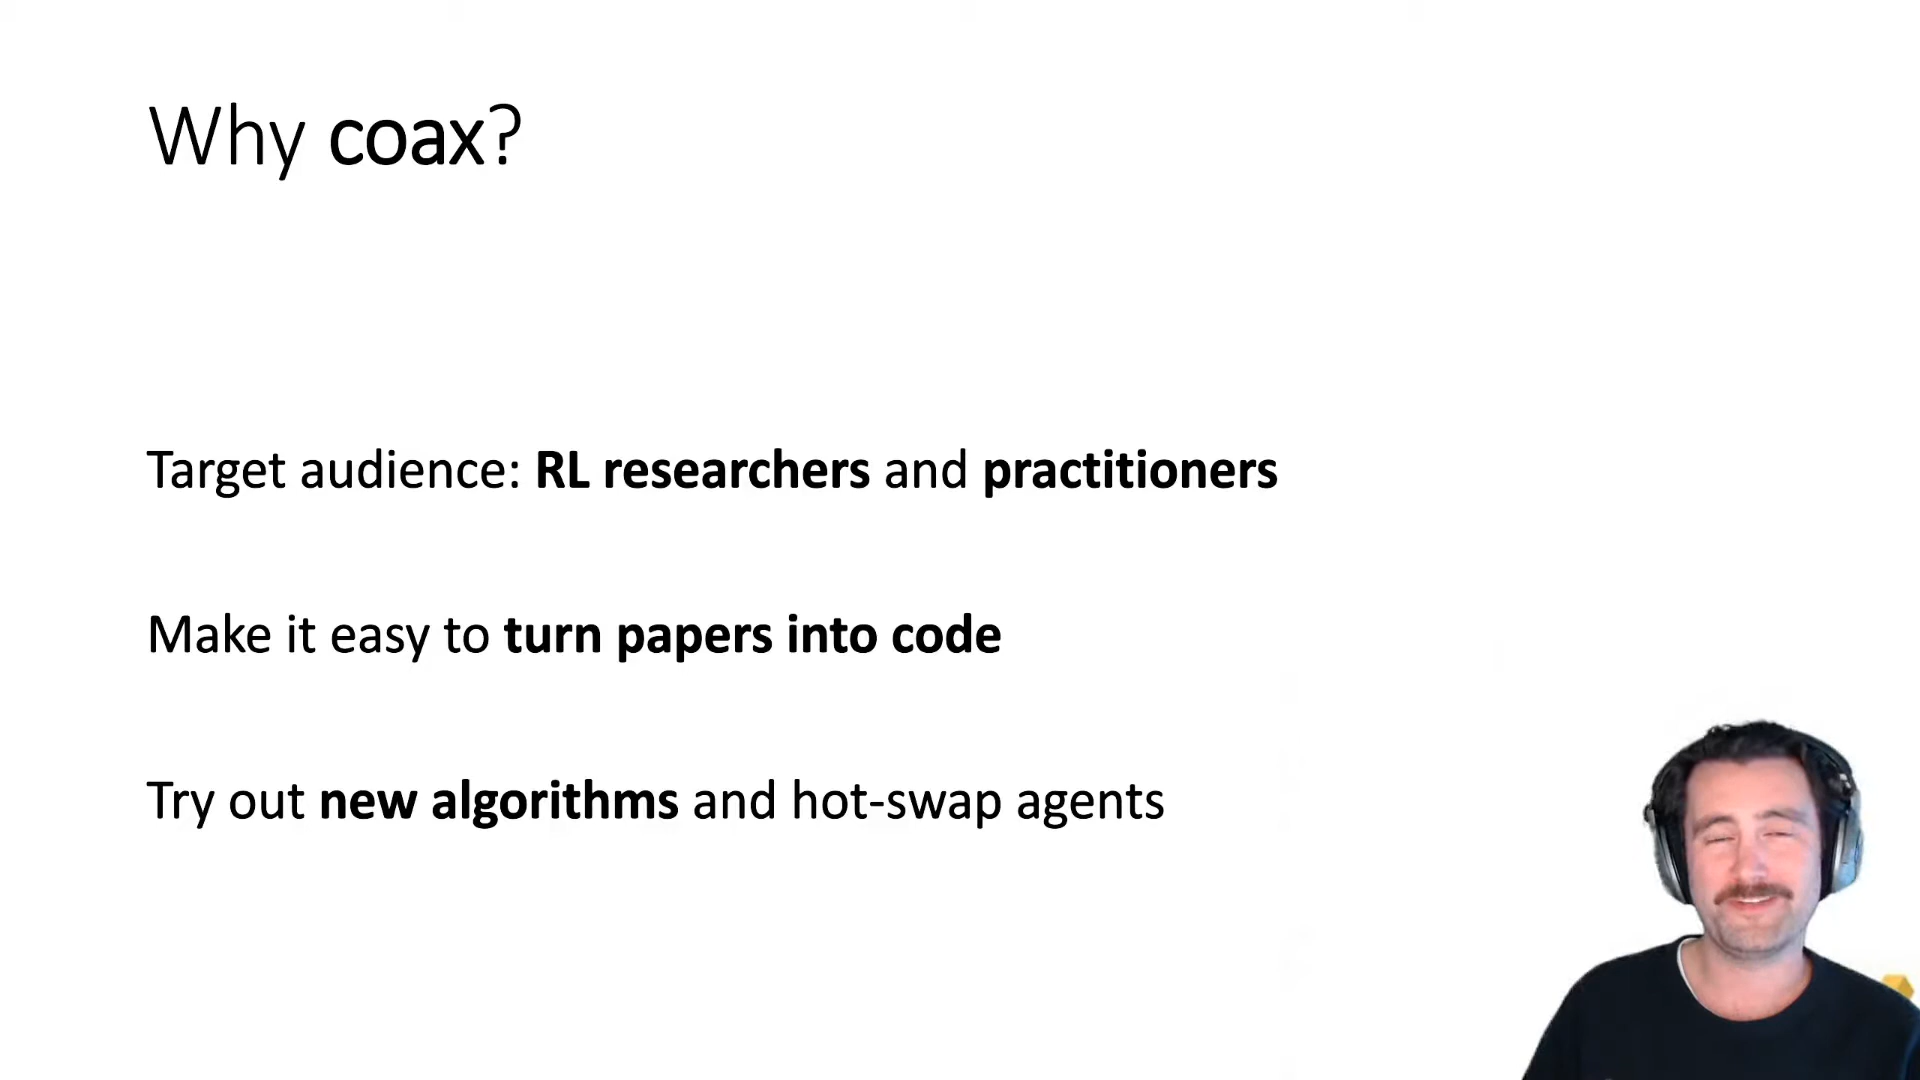 Why coax?
Target audience: RL researchers and practitioners
Make it easy to turn papers into code
Try out new algorithms and hot-swap agents